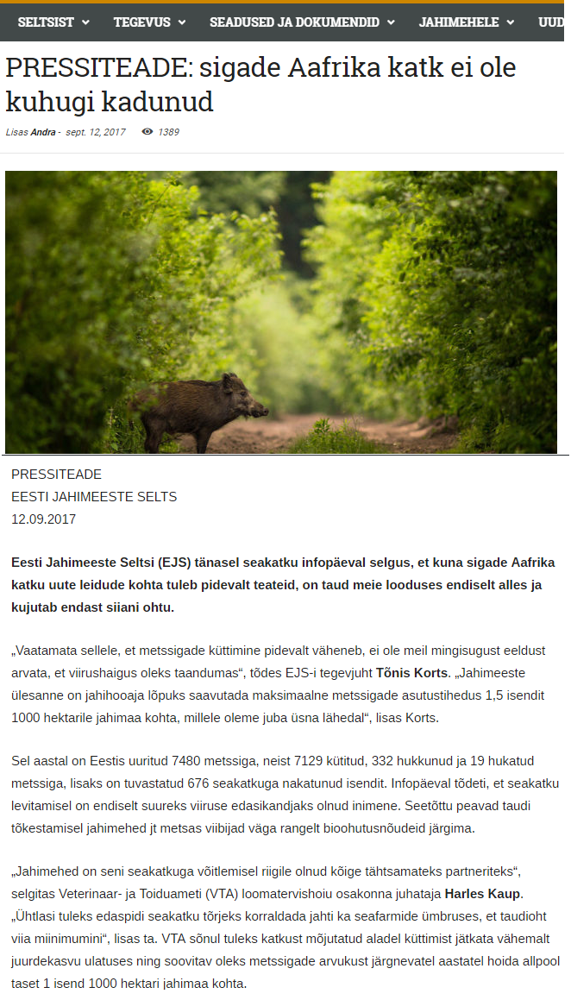 SELTSIST TEGEVUS SEADUSED JA DOKUMENDID JAHIMEHELE UUD
PRESSITEADE: sigade Aafrika katk ei ole
kuhugi kadunud
Lisas Andra - sept. 12, 2017 1389
PRESSITEADE
EESTI JAHIMEESTE SELTS
12.09.2017
Eesti Jahimeeste Seltsi (EJS) tänasel seakatku infopäeval selgus, et kuna sigade Aafrika
katku uute leidude kohta tuleb pidevalt teateid, on taud meie looduses endiselt alles ja
kujutab endast siiani ohtu.
„Vaatamata sellele, et metssigade küttimine pidevalt väheneb, ei ole meil mingisugust eeldust
arvata, et viirushaigus oleks taandumas“, tõdes EJS-i tegevjuht Tõnis Korts. „Jahimeeste
ülesanne on jahihooaja lõpuks saavutada maksimaalne metssigade asutustihedus 1,5 isendit
1000 hektarile jahimaa kohta, millele oleme juba üsna lähedal“, lisas Korts.
Sel aastal on Eestis uuritud 7480 metssiga, neist 7129 kütitud, 332 hukkunud ja 19 hukatud
metssiga, lisaks on tuvastatud 676 seakatkuga nakatunud isendit. Infopäeval tõdeti, et seakatku
levitamisel on endiselt suureks viiruse edasikandjaks olnud inimene. Seetõttu peavad taudi
tõkestamisel jahimehed jt metsas viibijad väga rangelt bioohutusnõudeid järgima.
„Jahimehed on seni seakatkuga võitlemisel riigile olnud kõige tähtsamateks partneriteks“,
selgitas Veterinaar- ja Toiduameti (VTA) loomatervishoiu osakonna juhataja Harles Kaup.
„Ühtlasi tuleks edaspidi seakatku tõrjeks korraldada jahti ka seafarmide ümbruses, et taudioht
viia miinimumini“, lisas ta. VTA sõnul tuleks katkust mõjutatud aladel küttimist jätkata vähemalt
juurdekasvu ulatuses ning soovitav oleks metssigade arvukust järgnevatel aastatel hoida allpool
taset 1 isend 1000 hektari jahimaa kohta.